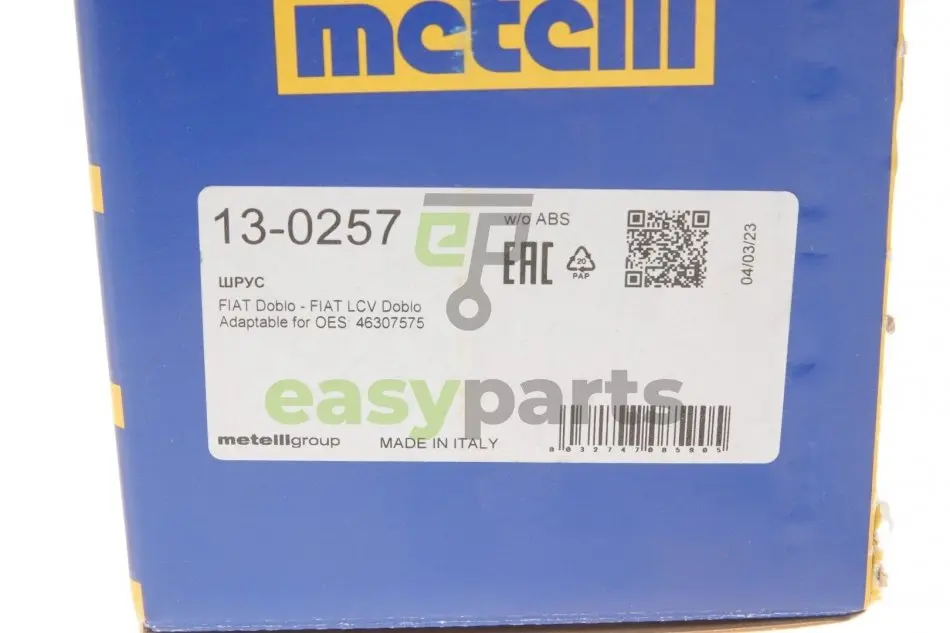 metelli
13-0257
w/o ABS
EAC
20
PAP
04/03/23
ШРУС
FIAT Doblo - FIAT LCV Doblo
Adaptable for OES 46307575
easyparts
metelligroup
MADE IN ITALY
8032747085905